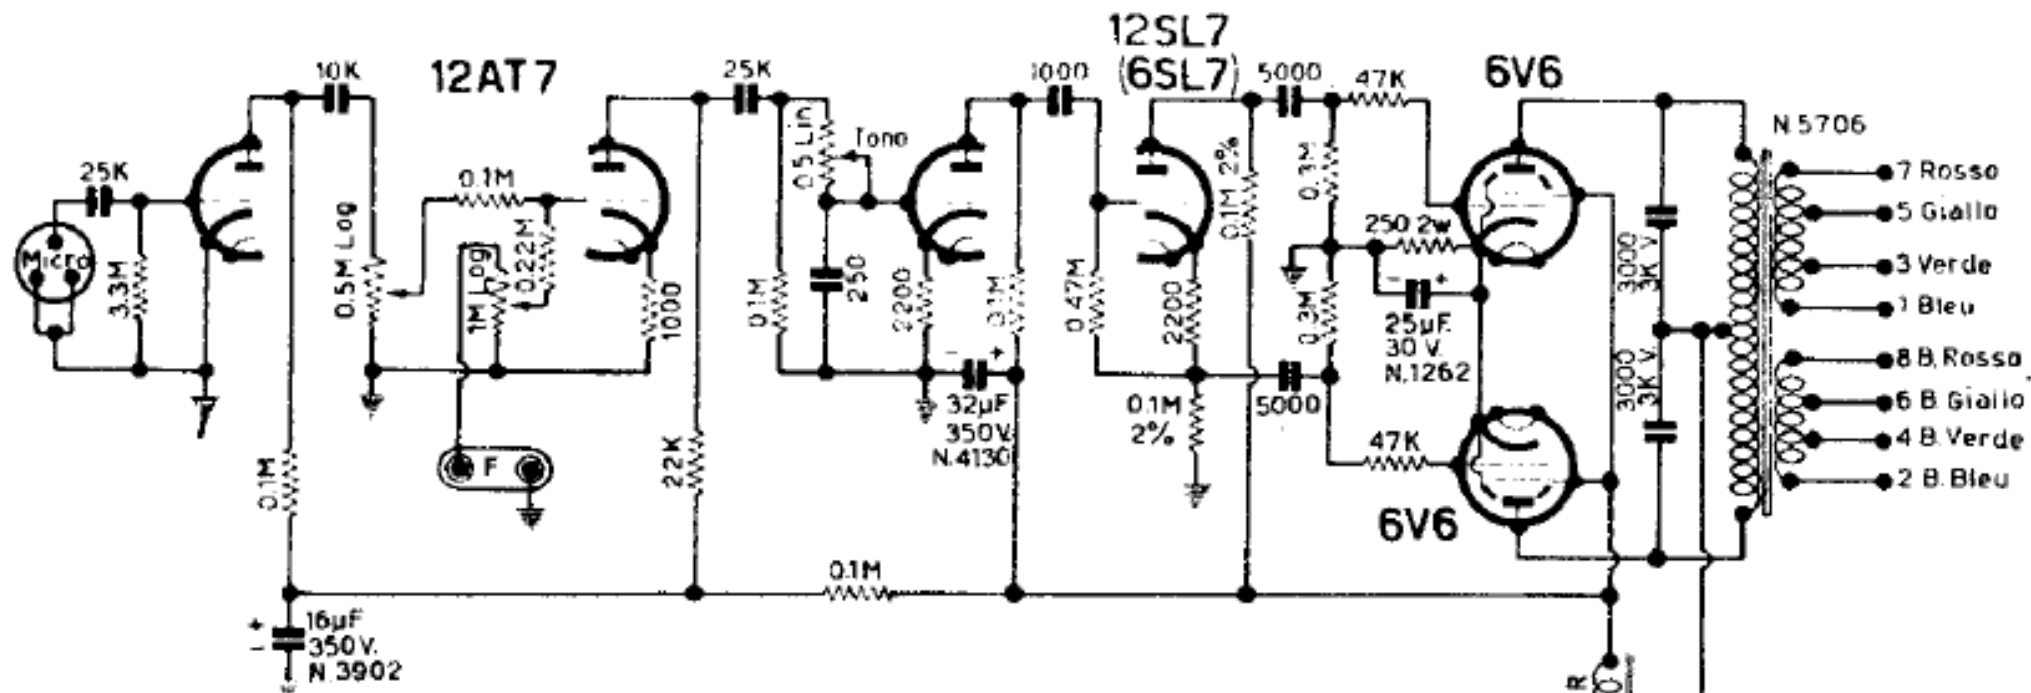 12SL7
(6SL7)
10K
12AT7
25K
1000
5000
47K
6V6
N.5706
25K
0.1M
0.5 Lin
Tono
0.1M 2%
0.3M
250 2w
7 Rosso
5 Giallo
3 Verde
1 Bleu
Micro
3.3M
0.5M Log
1M Log
0.22M
1000
0.1M
250
2200
0.1M
0.47M
2200
0.3M
- +
25µF.
30 V.
N.1262
3000
3KV
3000
3KV
8 B. Rosso
6 B. Giallo
4 B. Verde
2 B. Bleu
- +
32µF
350V.
N.4130
0.1M
2%
5000
47K
6V6
0.1M
F
22K
0.1M
+
-
16µF
350V.
N.3902
R